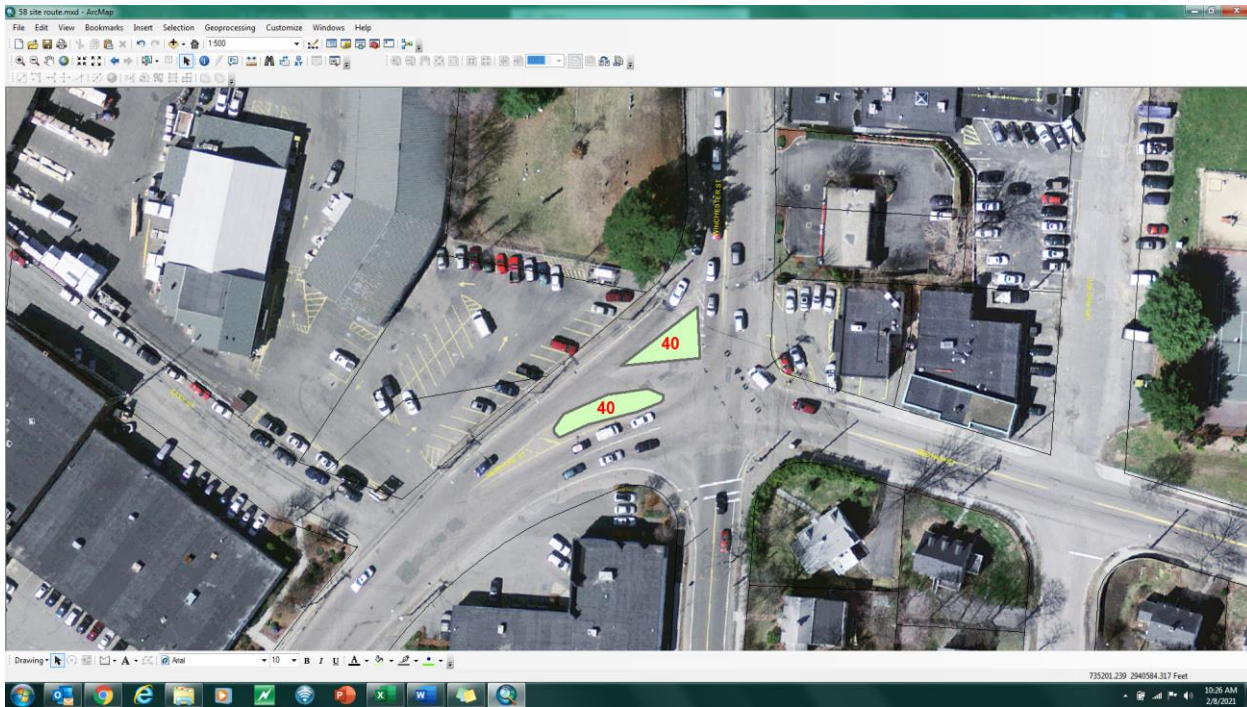 58 site route.mxd - ArcMap
File Edit View Bookmarks Insert Selection Geoprocessing Customize Windows Help
1:500
WINCHESTER ST
40
40
Drawing
Arial
10
B I U A
735201.239 2940584.317 Feet
10:26 AM
2/8/2021